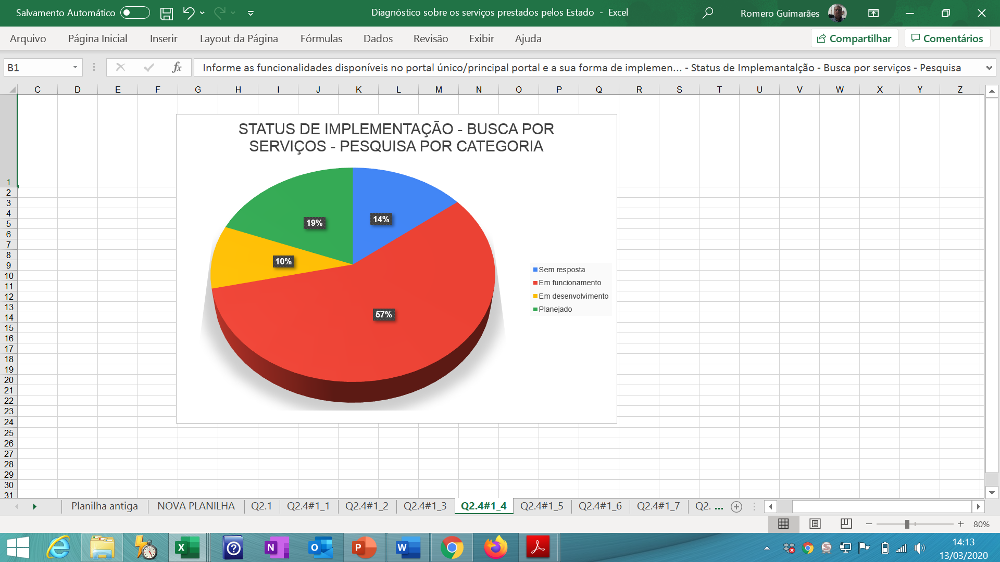 Salvamento Automático
Diagnóstico sobre os serviços prestados pelos Estado - Excel
Romero Guimarães
Arquivo Página Inicial Inserir Layout da Página Fórmulas Dados Revisão Exibir Ajuda
Compartilhar Comentários
B1
fx
Informe as funcionalidades disponíveis no portal único/principal portal e a sua forma de implemen... - Status de Implemantalção - Busca por serviços - Pesquisa
C D E F G H I J K L M N O P Q R S T U V W X Y Z
STATUS DE IMPLEMENTAÇÃO - BUSCA POR
SERVIÇOS - PESQUISA POR CATEGORIA
1
2
3
4
5
6
7
8
9
10
11
12
13
14
15
16
17
18
19
20
21
22
23
24
25
26
27
28
29
30
31
14%
19%
10%
57%
Sem resposta
Em funcionamento
Em desenvolvimento
Planejado
Planilha antiga NOVA PLANILHA Q2.1 Q2.4#1_1 Q2.4#1_2 Q2.4#1_3 Q2.4#1_4 Q2.4#1_5 Q2.4#1_6 Q2.4#1_7 Q2. ...
80%
14:13
13/03/2020